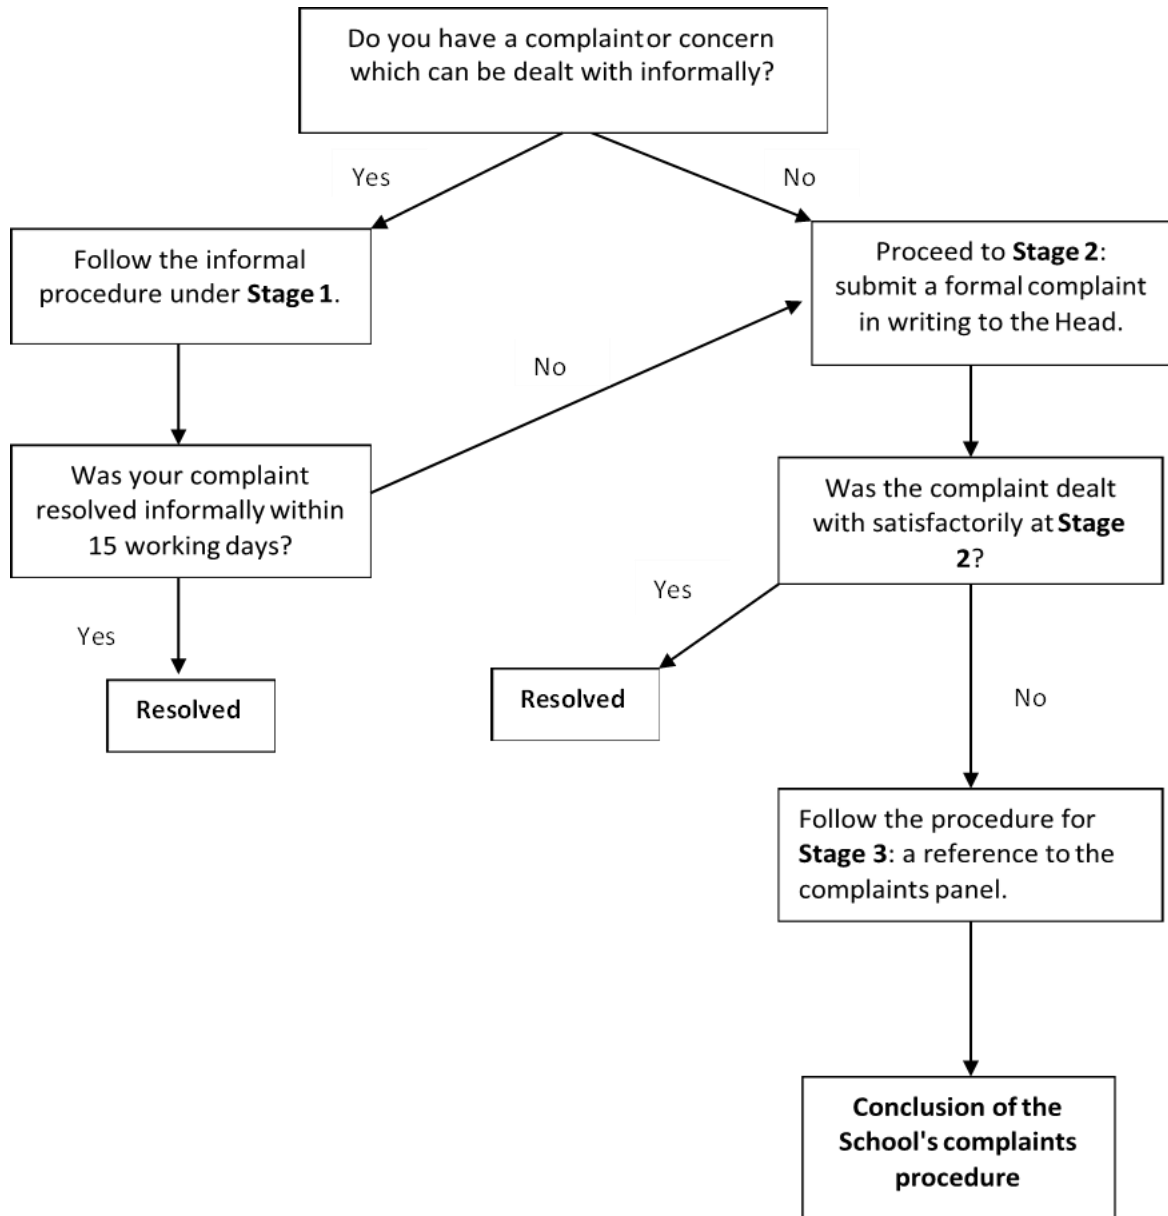 Do you have a complaint or concern
which can be dealt with informally?
Yes
No
Follow the informal
procedure under Stage 1.
Proceed to Stage 2:
submit a formal complaint
in writing to the Head.
No
Was your complaint
resolved informally within
15 working days?
Was the complaint dealt
with satisfactorily at Stage
2?
Yes
Yes
Resolved
Resolved
No
Follow the procedure for
Stage 3: a reference to the
complaints panel.
Conclusion of the
School's complaints
procedure